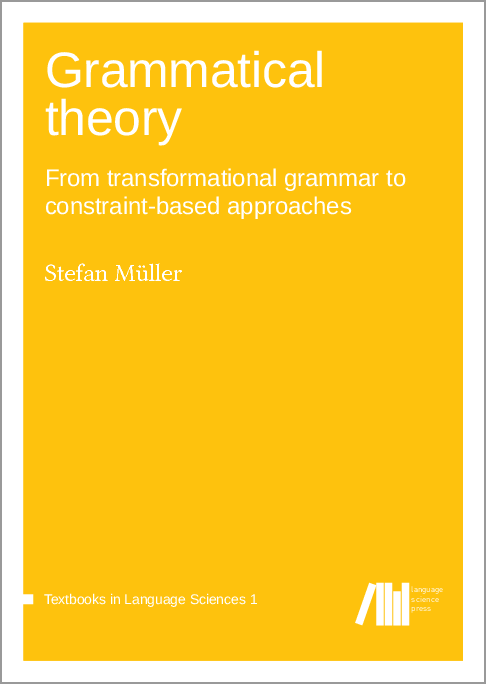 Grammatical
theory
From transformational grammar to
constraint-based approaches
Stefan Müller
Textbooks in Language Sciences 1
language
science
press